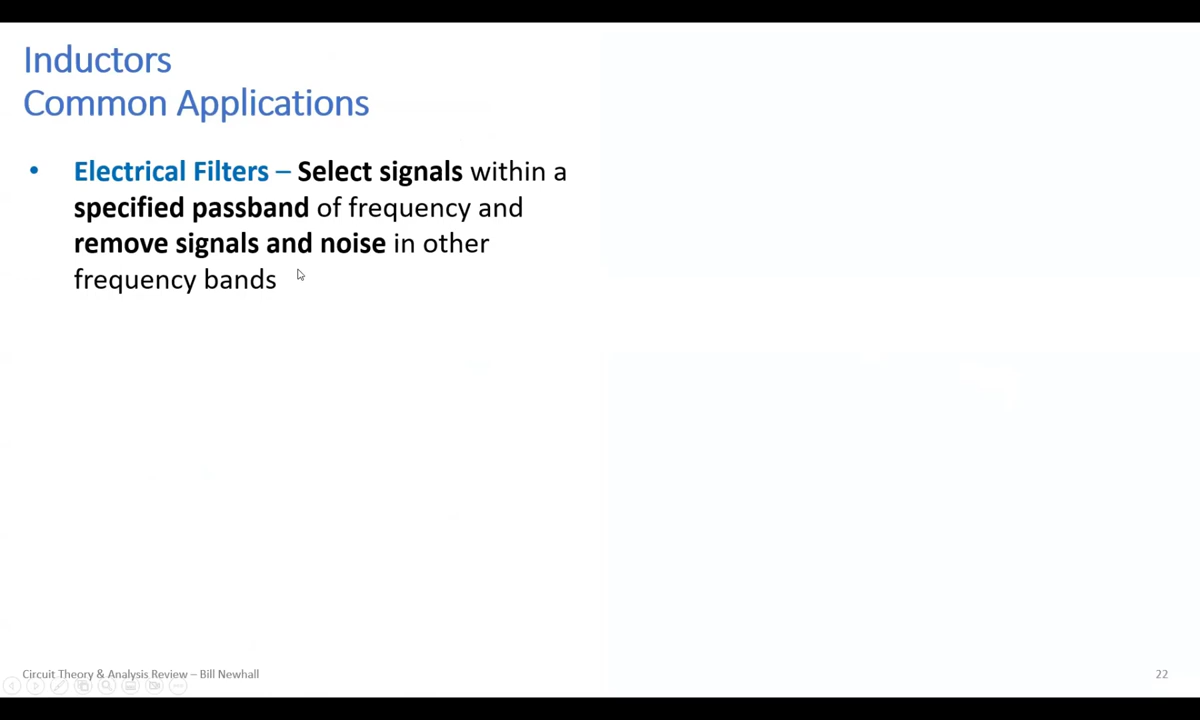 Inductors
Common Applications
• Electrical Filters – Select signals within a
specified passband of frequency and
remove signals and noise in other
frequency bands
Circuit Theory & Analysis Review – Bill Newhall
22